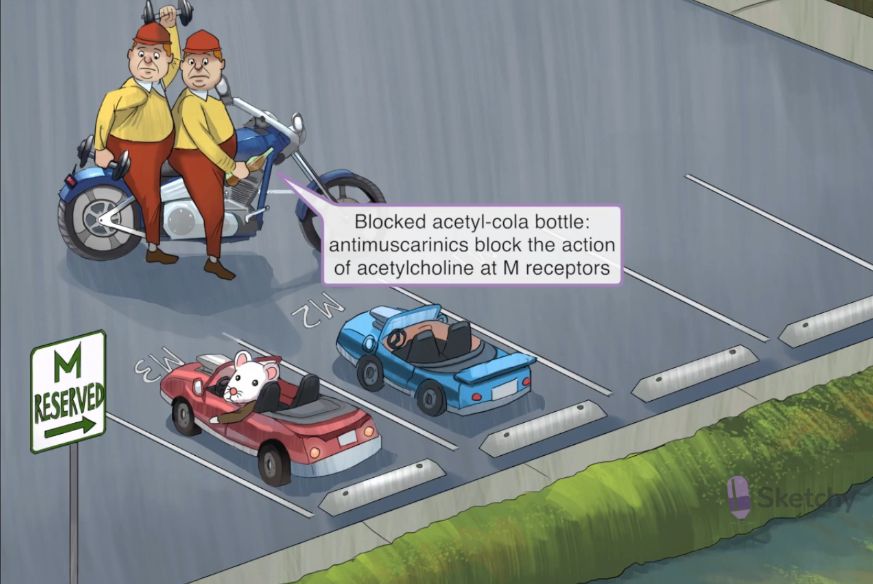 Blocked acetyl-cola bottle:
antimuscarinics block the action
of acetylcholine at M receptors
M2
M3
M
RESERVED
Sketchy